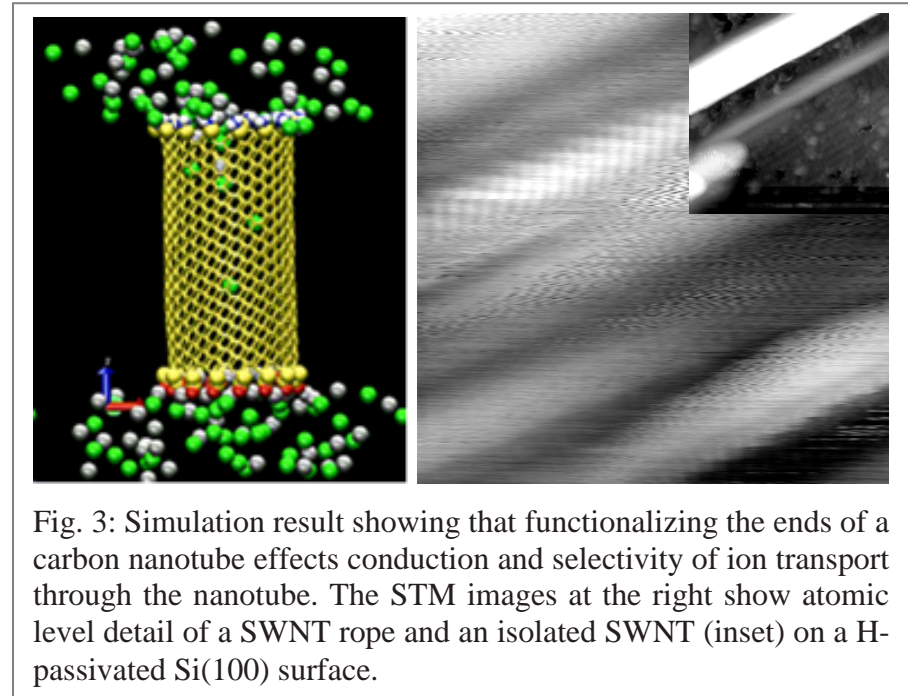 Fig. 3: Simulation result showing that functionalizing the ends of a
carbon nanotube effects conduction and selectivity of ion transport
through the nanotube. The STM images at the right show atomic
level detail of a SWNT rope and an isolated SWNT (inset) on a H-
passivated Si(100) surface.